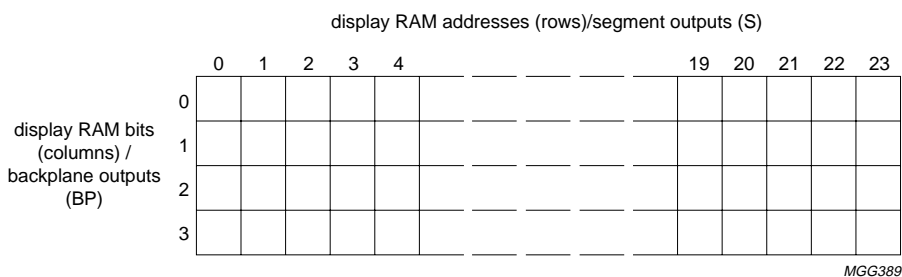 display RAM addresses (rows)/segment outputs (S)
0 1 2 3 4 19 20 21 22 23
0
display RAM bits
1
(columns) /
backplane outputs
2
(BP)
3
MGG389